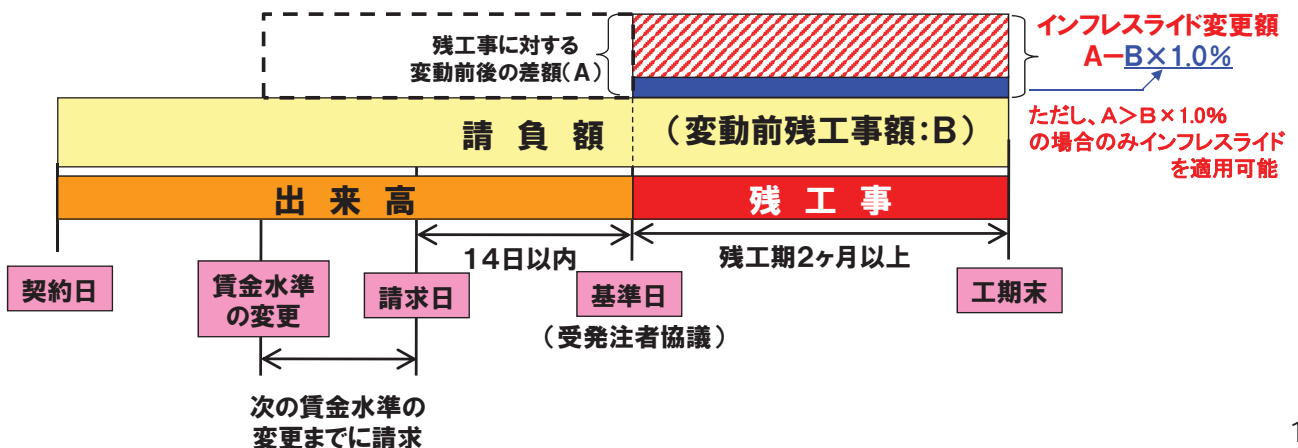 残工事に対する
変動前後の差額(A)
インフレスライド変更額
A-B×1.0%
ただし、A>B×1.0%
の場合のみインフレスライド
を適用可能
請負額
(変動前残工事額:B)
出来高
残工事
14日以内
残工期2ヶ月以上
契約日
賃金水準
の変更
請求日
基準日
(受発注者協議)
工期末
次の賃金水準の
変更までに請求
1